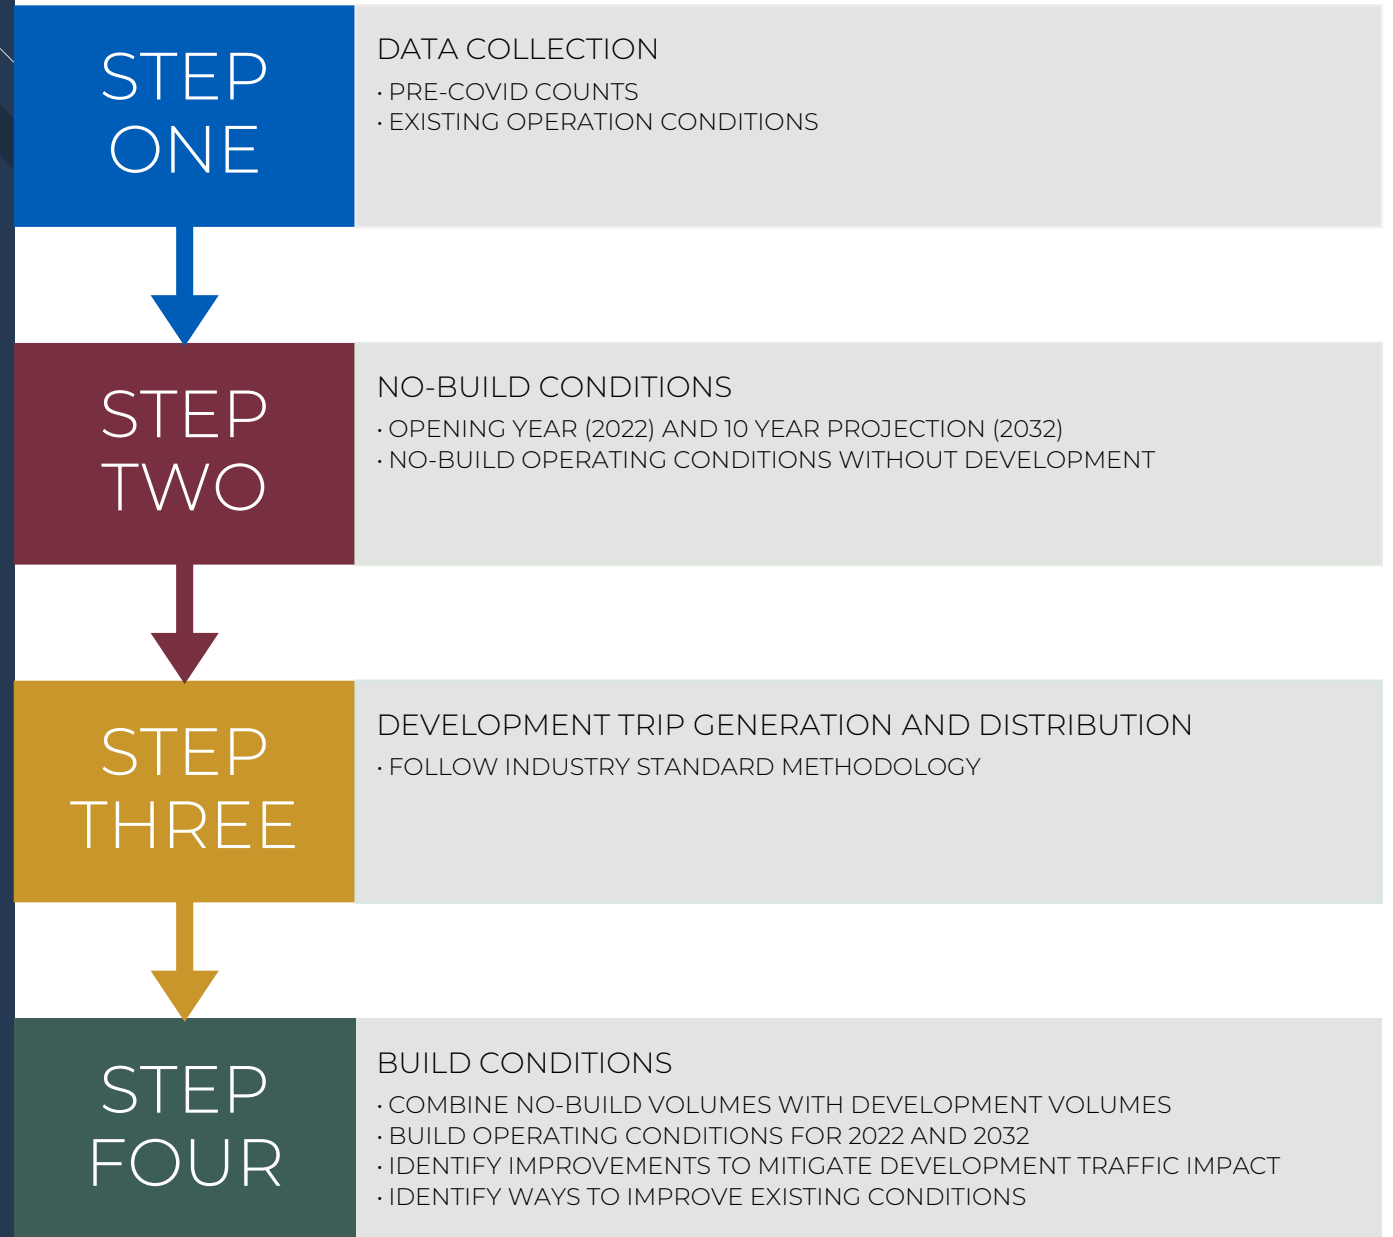 STEP
ONE
DATA COLLECTION
• PRE-COVID COUNTS
• EXISTING OPERATION CONDITIONS
STEP
TWO
NO-BUILD CONDITIONS
• OPENING YEAR (2022) AND 10 YEAR PROJECTION (2032)
• NO-BUILD OPERATING CONDITIONS WITHOUT DEVELOPMENT
STEP
THREE
DEVELOPMENT TRIP GENERATION AND DISTRIBUTION
• FOLLOW INDUSTRY STANDARD METHODOLOGY
STEP
FOUR
BUILD CONDITIONS
• COMBINE NO-BUILD VOLUMES WITH DEVELOPMENT VOLUMES
• BUILD OPERATING CONDITIONS FOR 2022 AND 2032
• IDENTIFY IMPROVEMENTS TO MITIGATE DEVELOPMENT TRAFFIC IMPACT
• IDENTIFY WAYS TO IMPROVE EXISTING CONDITIONS